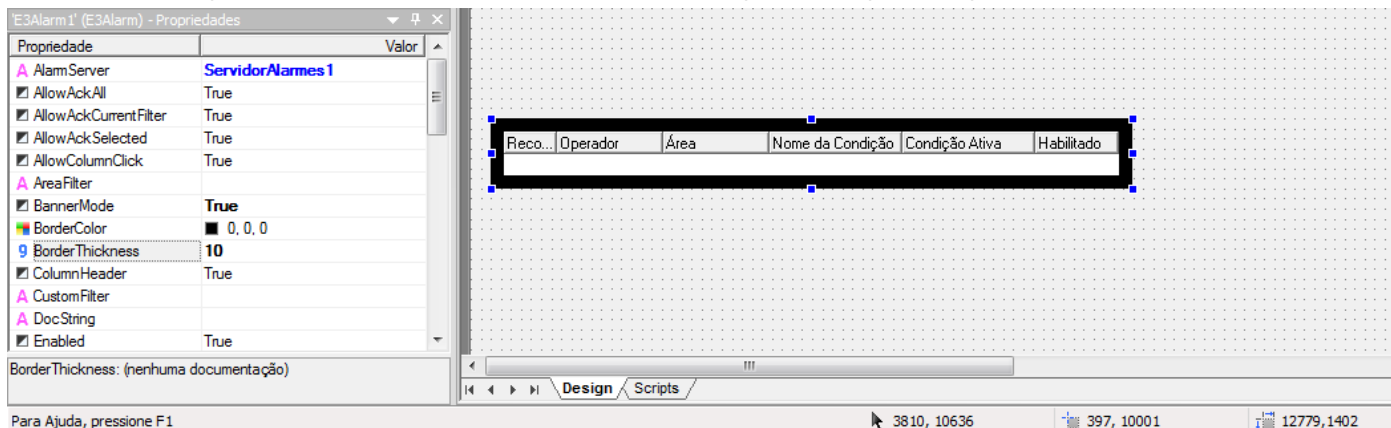 'E3Alarm1' (E3Alarm) - Propriedades
Propriedade Valor
AlarmServer ServidorAlarmes1
AllowAckAll True
AllowAckCurrentFilter True
AllowAckSelected True
AllowColumnClick True
AreaFilter
BannerMode True
BorderColor 0, 0, 0
BorderThickness 10
ColumnHeader True
CustomFilter
DocString
Enabled True
BorderThickness: (nenhuma documentação)
Reco... Operador Área Nome da Condição Condição Ativa Habilitado
Design Scripts
Para Ajuda, pressione F1 3810, 10636 397, 10001 12779,1402